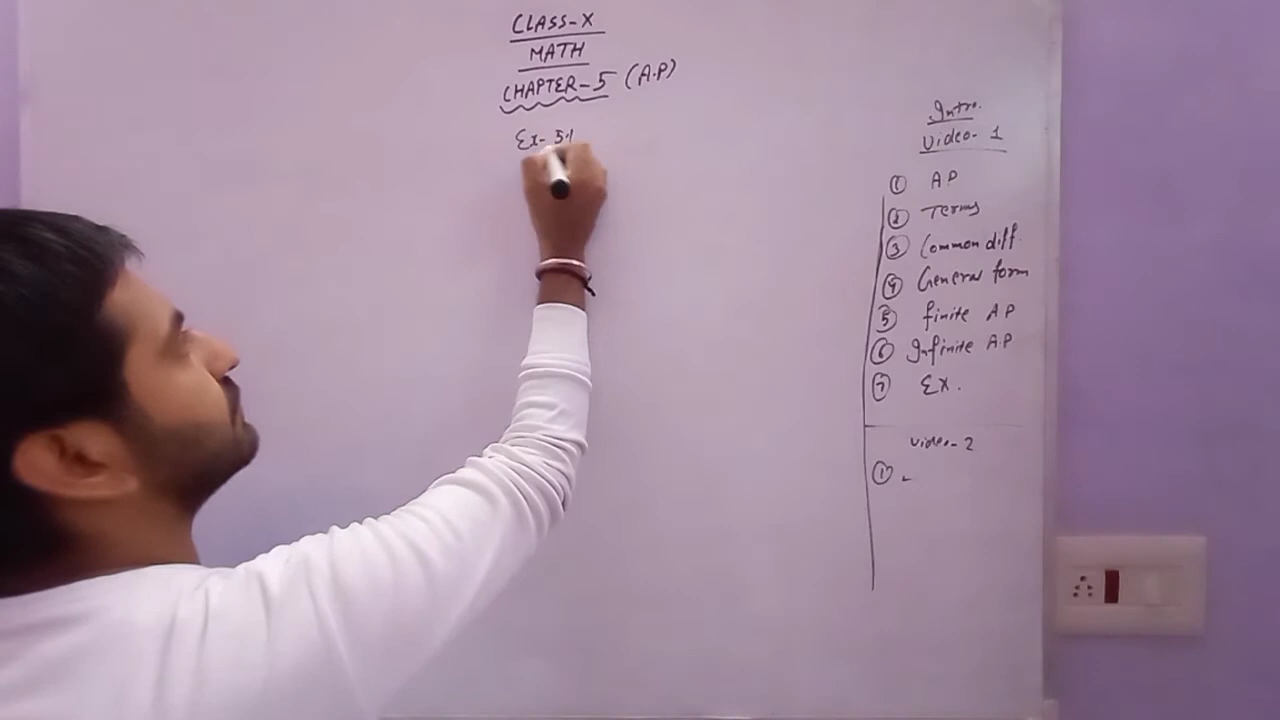 CLASS-X
MATH
CHAPTER-5 (A.P)
Ex- 5.1
Intro.
Video- 1
① A.P
② Terms
③ Common diff.
④ General form
⑤ finite A.P
⑥ Infinite A.P
⑦ Ex.
Video-2
①